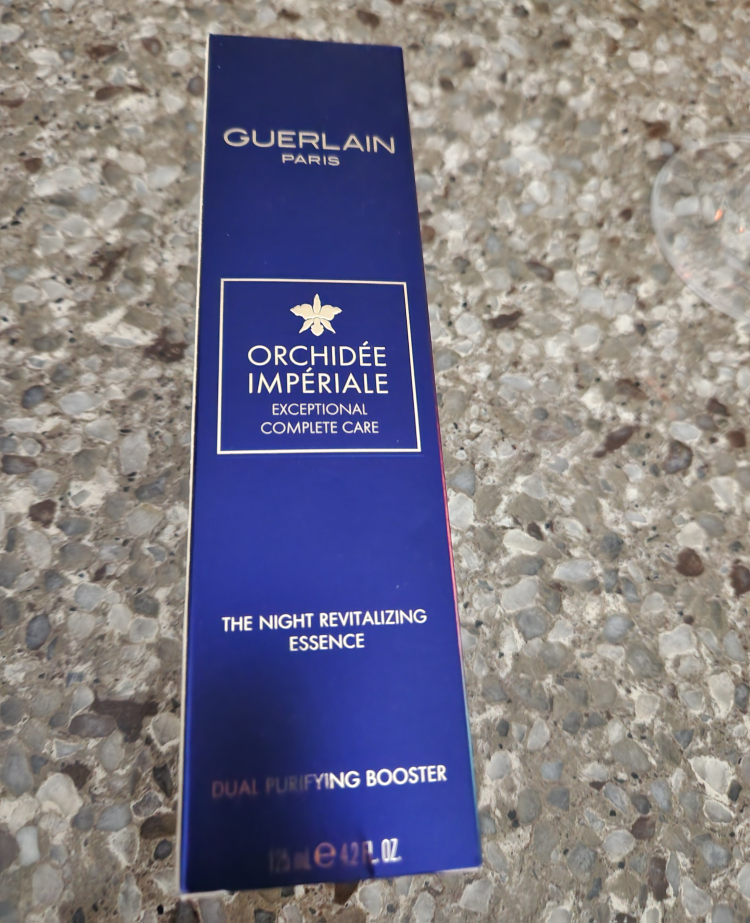 GUERLAIN
PARIS
ORCHIDÉE
IMPÉRIALE
EXCEPTIONAL
COMPLETE CARE
THE NIGHT REVITALIZING
ESSENCE
DUAL PURIFYING BOOSTER
125 mL ℮ 4.2 FL. OZ.